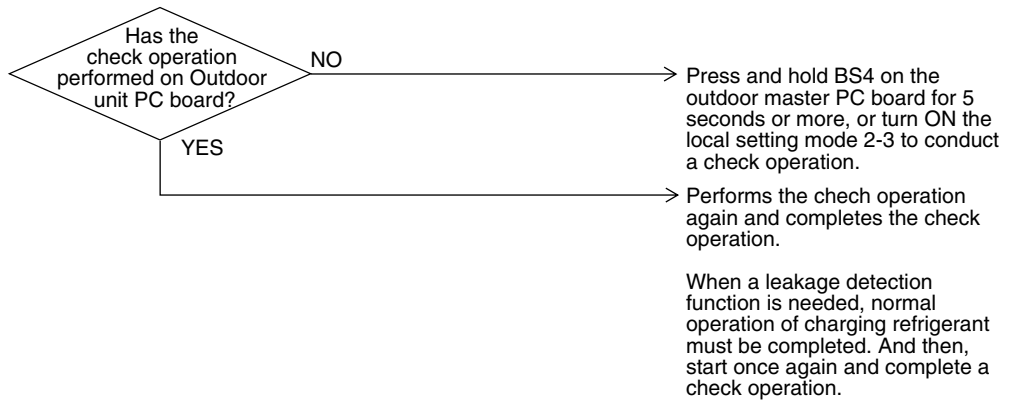 Has the
check operation
performed on Outdoor
unit PC board?
NO
Press and hold BS4 on the
outdoor master PC board for 5
seconds or more, or turn ON the
local setting mode 2-3 to conduct
a check operation.
YES
Performs the chech operation
again and completes the check
operation.
When a leakage detection
function is needed, normal
operation of charging refrigerant
must be completed. And then,
start once again and complete a
check operation.